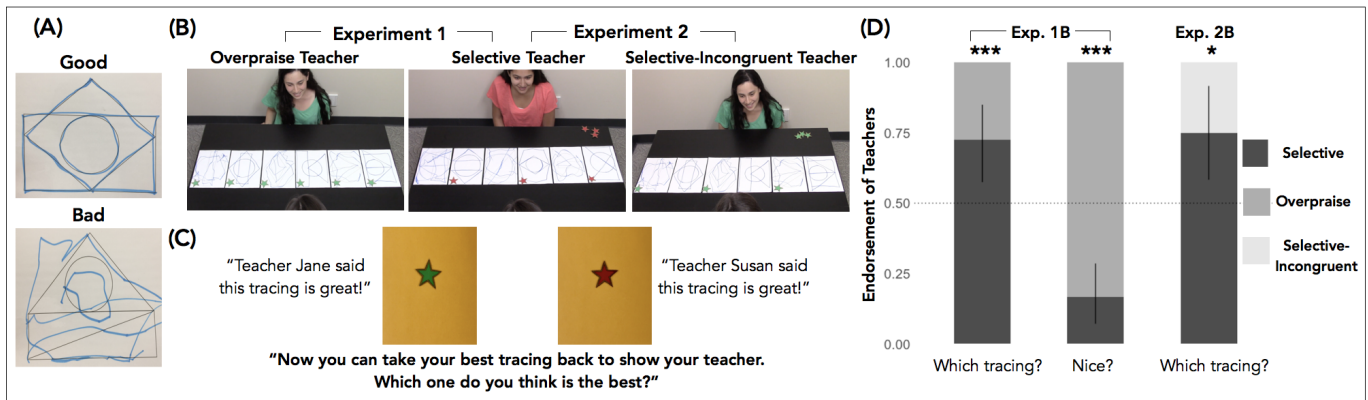 (A)
Good
Bad
(B)
Experiment 1
Experiment 2
Overpraise Teacher
Selective Teacher
Selective-Incongruent Teacher
(C)
“Teacher Jane said
this tracing is great!”
“Teacher Susan said
this tracing is great!”
“Now you can take your best tracing back to show your teacher.
Which one do you think is the best?”
(D)
Exp. 1B
Exp. 2B
***
***
*
Endorsement of Teachers
1.00
0.75
0.50
0.25
0.00
Which tracing?
Nice?
Which tracing?
Selective
Overpraise
Selective-
Incongruent